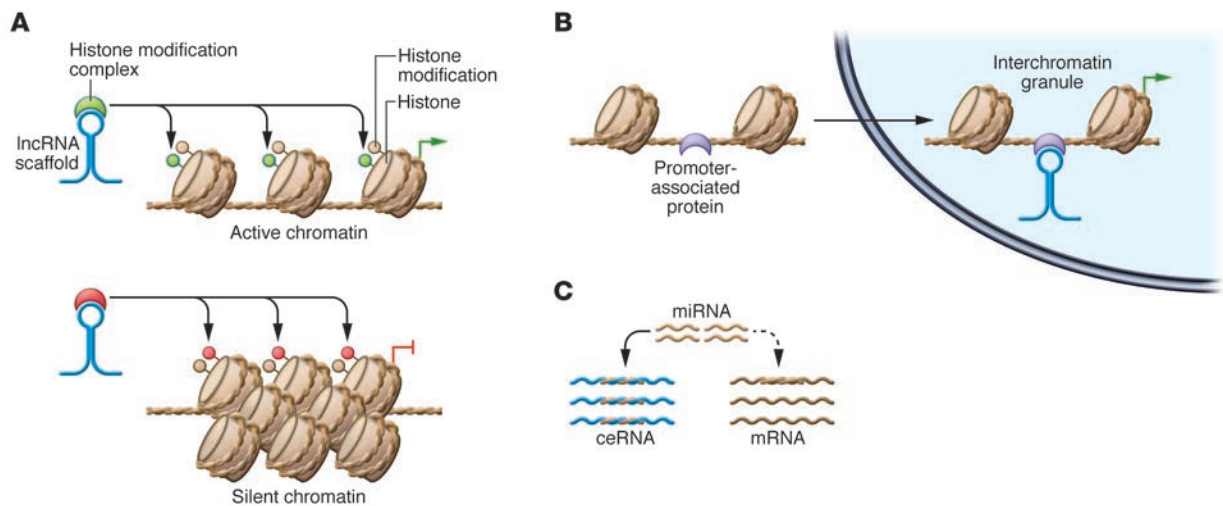 A
Histone modification
complex
lncRNA
scaffold
Histone
modification
Histone
Active chromatin
Silent chromatin
B
Promoter-
associated
protein
Interchromatin
granule
C
miRNA
ceRNA
mRNA